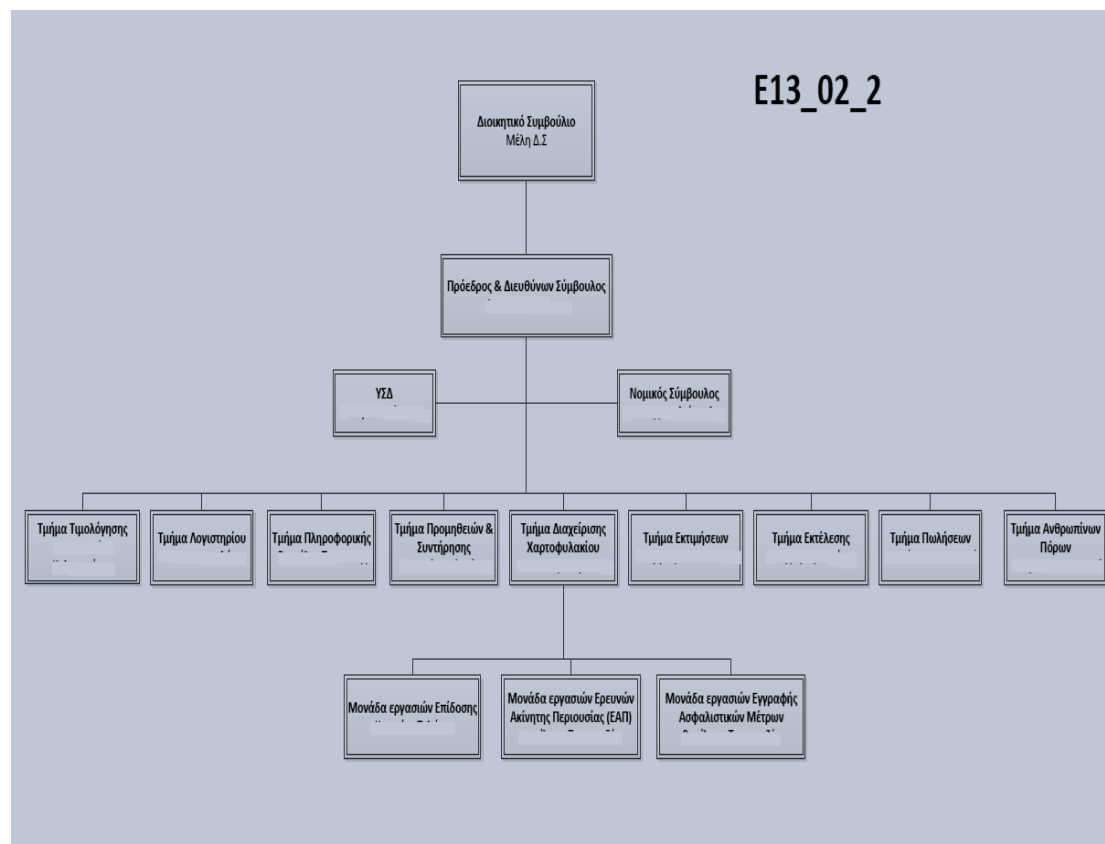 E13_02_2
Διοικητικό Συμβούλιο
Μέλη Δ.Σ
Πρόεδρος & Διευθύνων Σύμβουλος
ΥΣΔ
Νομικός Σύμβουλος
Τμήμα Τιμολόγησης
Τμήμα Λογιστηρίου
Τμήμα Πληροφορικής
Τμήμα Προμηθειών &
Συντήρησης
Τμήμα Διαχείρισης
Χαρτοφυλακίου
Τμήμα Εκτιμήσεων
Τμήμα Εκτέλεσης
Τμήμα Πωλήσεων
Τμήμα Ανθρωπίνων
Πόρων
Μονάδα εργασιών Επίδοσης
Μονάδα εργασιών Ερευνών
Ακίνητης Περιουσίας (ΕΑΠ)
Μονάδα εργασιών Εγγραφής
Ασφαλιστικών Μέτρων